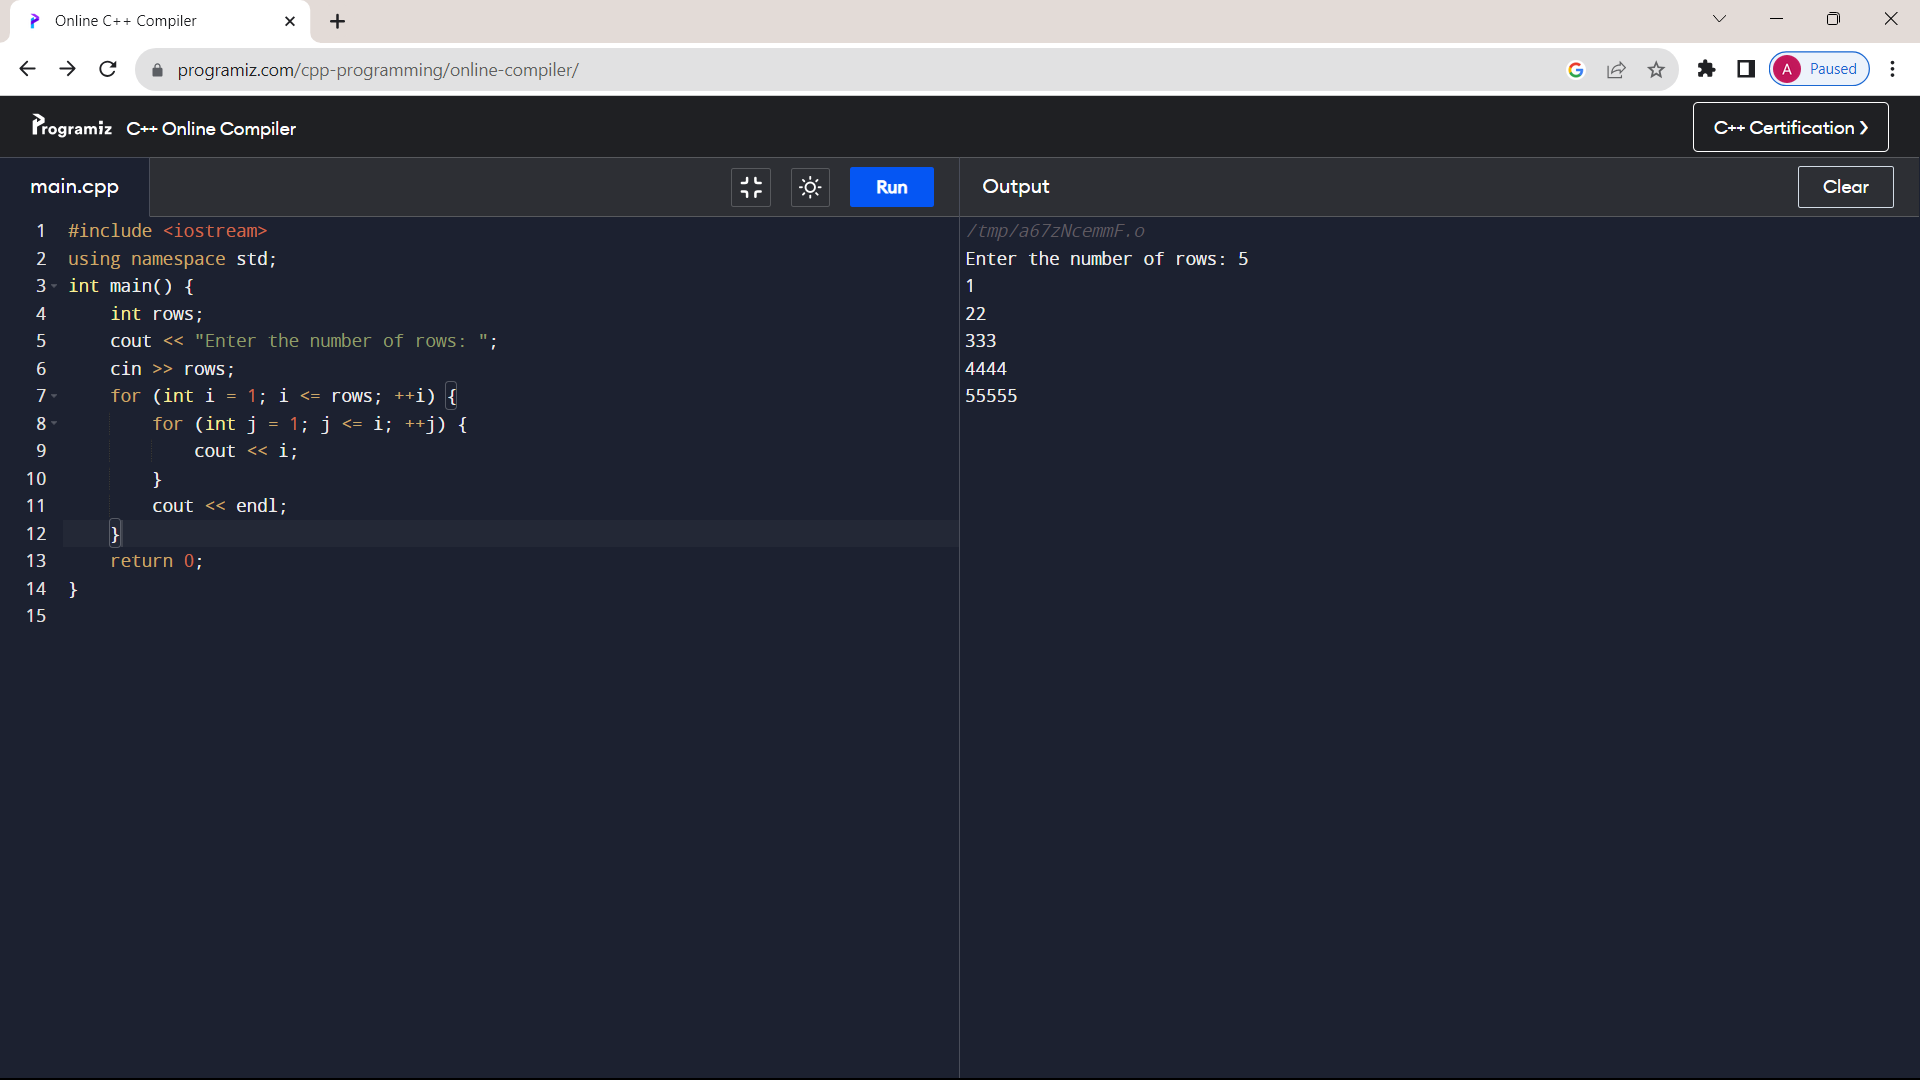 Online C++ Compiler
programiz.com/cpp-programming/online-compiler/
A Paused
Programiz C++ Online Compiler
C++ Certification ❯
main.cpp
Run
Output
Clear
1 #include <iostream>
2 using namespace std;
3 int main() {
4     int rows;
5     cout << "Enter the number of rows: ";
6     cin >> rows;
7     for (int i = 1; i <= rows; ++i) {
8         for (int j = 1; j <= i; ++j) {
9             cout << i;
10         }
11         cout << endl;
12     }
13     return 0;
14 }
15
/tmp/a67zNcemmF.o
Enter the number of rows: 5
1
22
333
4444
55555